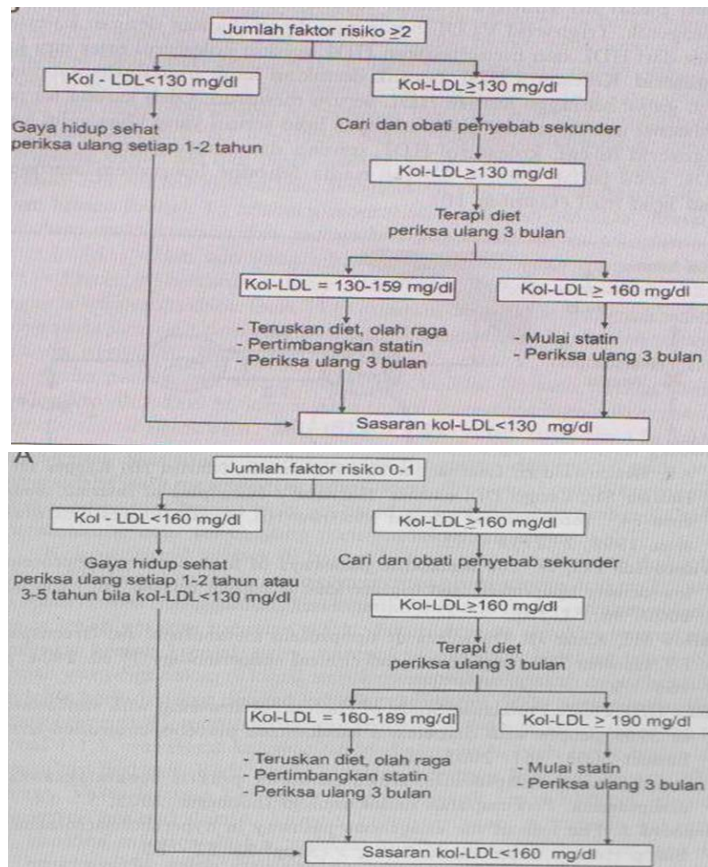 Jumlah faktor risiko ≥2
Kol - LDL<130 mg/dl
Kol-LDL≥130 mg/dl
Gaya hidup sehat
periksa ulang setiap 1-2 tahun
Cari dan obati penyebab sekunder
Kol-LDL≥130 mg/dl
Terapi diet
periksa ulang 3 bulan
Kol-LDL = 130-159 mg/dl
Kol-LDL ≥ 160 mg/dl
- Teruskan diet, olah raga
- Pertimbangkan statin
- Periksa ulang 3 bulan
- Mulai statin
- Periksa ulang 3 bulan
Sasaran kol-LDL<130 mg/dl
A
Jumlah faktor risiko 0-1
Kol - LDL<160 mg/dl
Kol-LDL≥160 mg/dl
Gaya hidup sehat
periksa ulang setiap 1-2 tahun atau
3-5 tahun bila kol-LDL<130 mg/dl
Cari dan obati penyebab sekunder
Kol-LDL≥160 mg/dl
Terapi diet
periksa ulang 3 bulan
Kol-LDL = 160-189 mg/dl
Kol-LDL ≥ 190 mg/dl
- Teruskan diet, olah raga
- Pertimbangkan statin
- Periksa ulang 3 bulan
- Mulai statin
- Periksa ulang 3 bulan
Sasaran kol-LDL<160 mg/dl